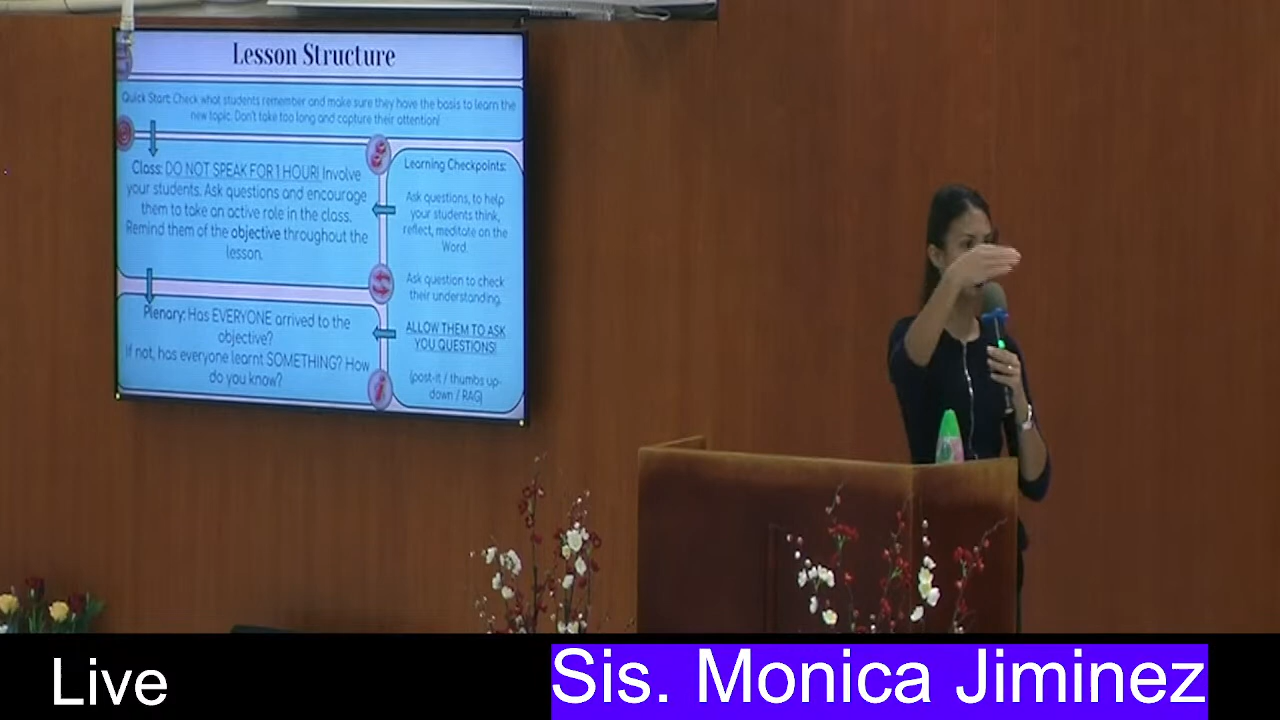 Lesson Structure
Quick Start: Check what students remember and make sure they have the basis to learn the
new topic. Don't take too long and capture their attention!
Class: DO NOT SPEAK FOR 1 HOUR! Involve
your students. Ask questions and encourage
them to take an active role in the class.
Remind them of the objective throughout the
lesson.
Plenary: Has EVERYONE arrived to the
objective?
If not, has everyone learnt SOMETHING? How
do you know?
Learning Checkpoints:
Ask questions, to help
your students think,
reflect, meditate on the
Word.
Ask question to check
their understanding.
ALLOW THEM TO ASK
YOU QUESTIONS!
(post-it / thumbs up-
down / RAG)
Live
Sis. Monica Jiminez